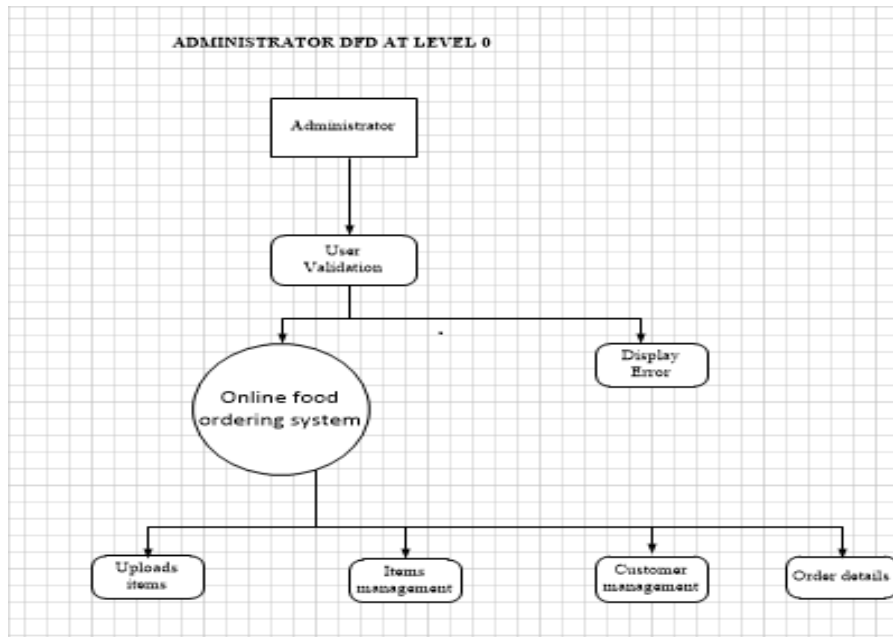 ADMINISTRATOR DFD AT LEVEL 0
Administrator
User
Validation
Online food
ordering system
Display
Error
Uploads
items
Items
management
Customer
management
Order details